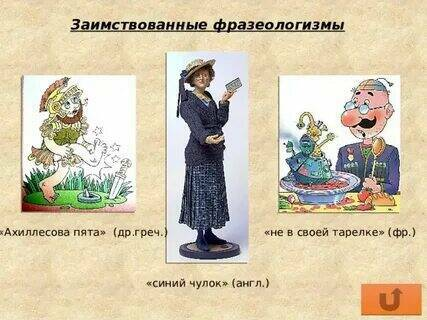 Заимствованные фразеологизмы
«Ахиллесова пята» (др.греч.)
«не в своей тарелке» (фр.)
«синий чулок» (англ.)